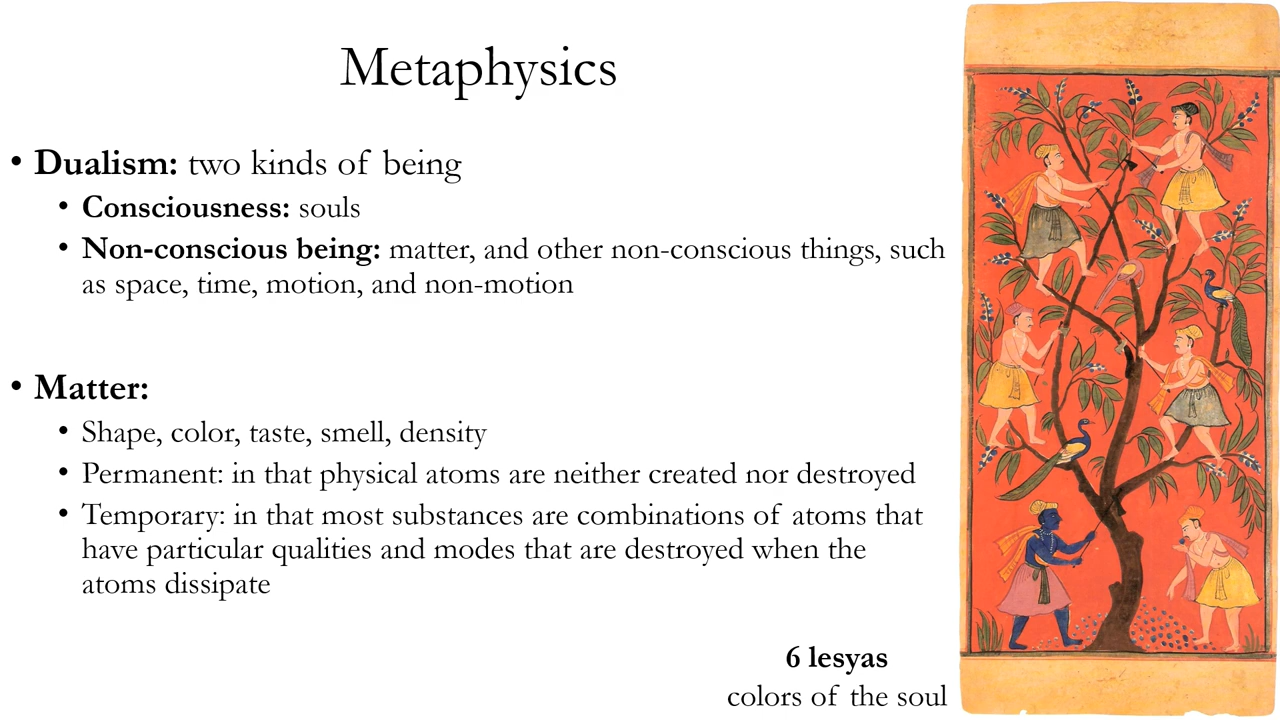 Metaphysics
• Dualism: two kinds of being
• Consciousness: souls
• Non-conscious being: matter, and other non-conscious things, such
as space, time, motion, and non-motion
• Matter:
• Shape, color, taste, smell, density
• Permanent: in that physical atoms are neither created nor destroyed
• Temporary: in that most substances are combinations of atoms that
have particular qualities and modes that are destroyed when the
atoms dissipate
6 lesyas
colors of the soul